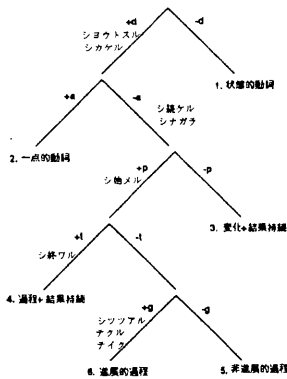 +d
-d
シヨウトスル
シカケル
1. 状態的動詞
+a
-a
シ続ケル
シナガラ
2. 一点的動詞
+p
-p
シ始メル
3. 変化+結果持続
+t
-t
シ終ワル
4. 過程+結果持続
+g
-g
シツツアル
テクル
テイク
6. 進展的過程
5. 非進展的過程